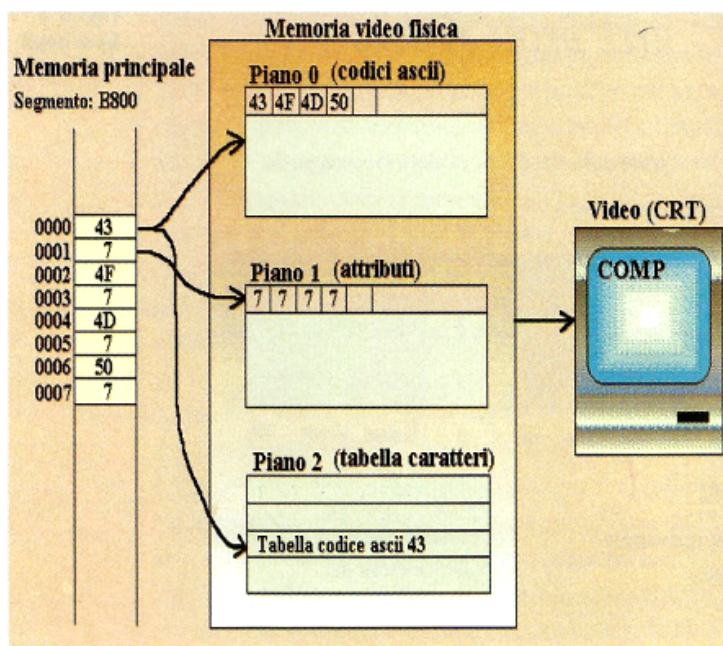 Memoria video fisica
Memoria principale
Segmento: B800
Piano 0 (codici ascii)
43 4F 4D 50
0000 43
0001 7
0002 4F
0003 7
0004 4D
0005 7
0006 50
0007 7
Piano 1 (attributi)
7 7 7 7
Piano 2 (tabella caratteri)
Tabella codice ascii 43
Video (CRT)
COMP